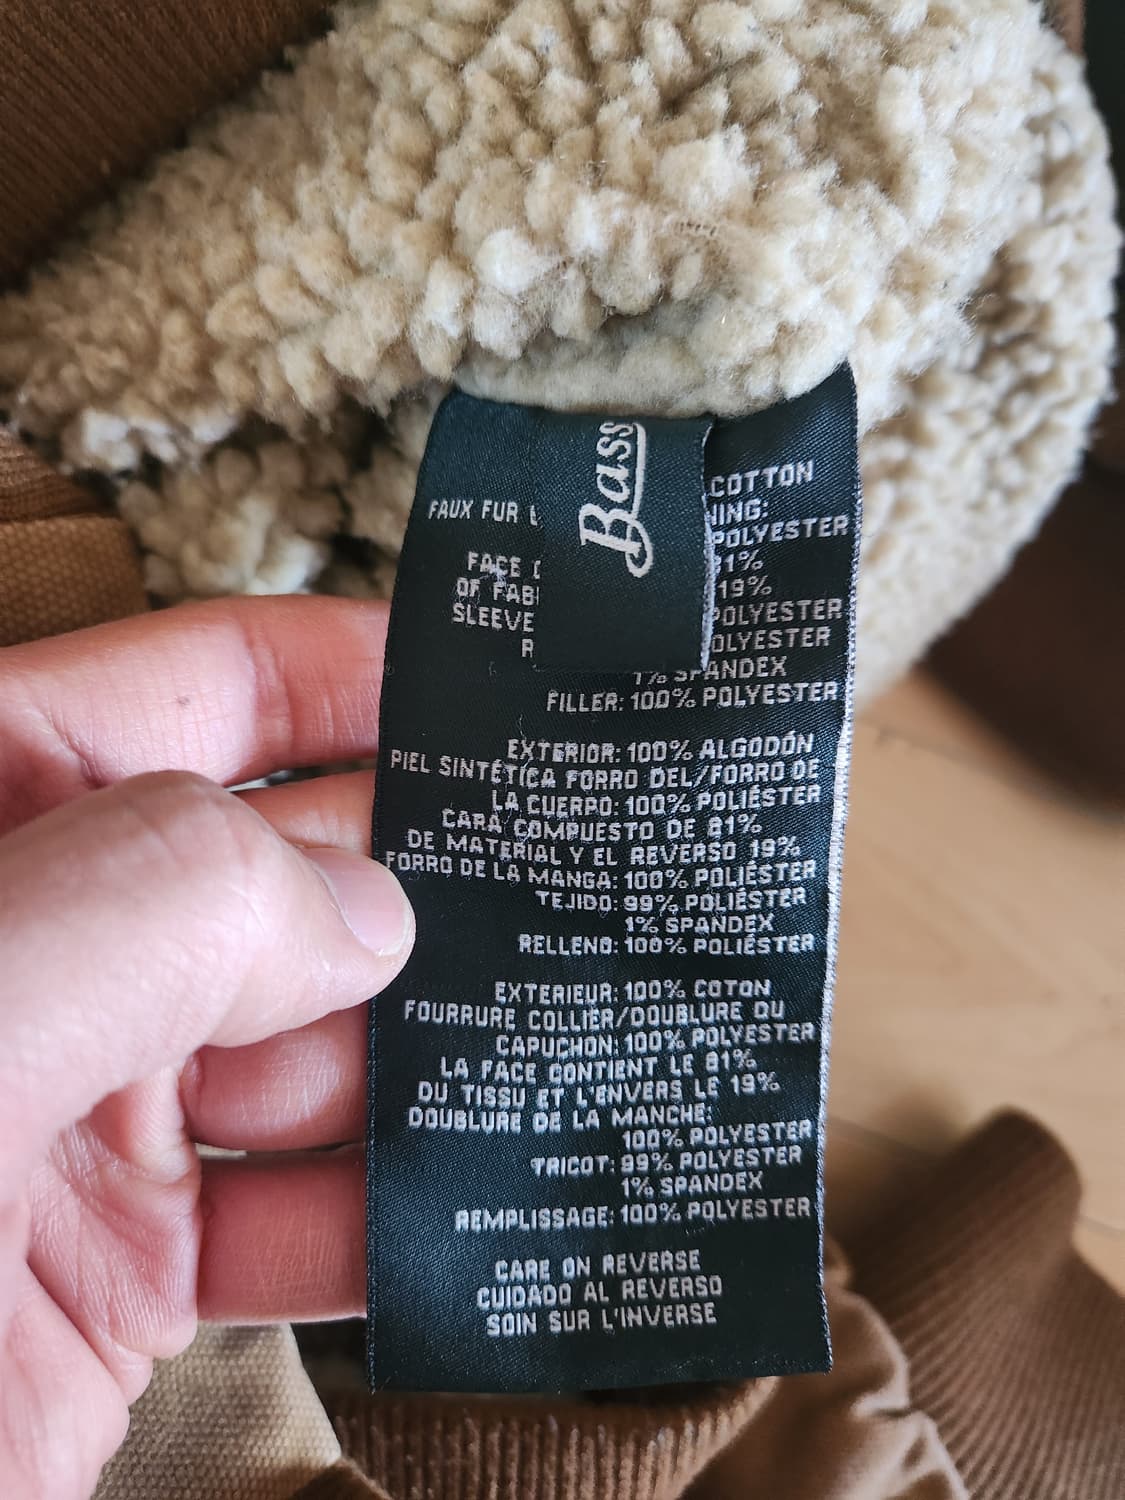 Bass
COTTON
FAUX FUR
POLYESTER
FACE 81%
OF 19%
SLEEVE POLYESTER
POLYESTER
1% SPANDEX
FILLER: 100% POLYESTER
EXTERIOR: 100% ALGODÓN
PIEL SINTÉTICA FORRO DEL/FORRO DE
LA CUERPO: 100% POLIÉSTER
CARA COMPUESTO DE 81%
DE MATERIAL Y EL REVERSO 19%
FORRO DE LA MANGA: 100% POLIÉSTER
TEJIDO: 99% POLIÉSTER
1% SPANDEX
RELLENO: 100% POLIÉSTER
EXTERIEUR: 100% COTON
FOURRURE COLLIER/DOUBLURE DU
CAPUCHON: 100% POLYESTER
LA FACE CONTIENT LE 81%
DU TISSU ET L'ENVERS LE 19%
DOUBLURE DE LA MANCHE:
100% POLYESTER
TRICOT: 99% POLYESTER
1% SPANDEX
REMPLISSAGE: 100% POLYESTER
CARE ON REVERSE
CUIDADO AL REVERSO
SOIN SUR L'INVERSE